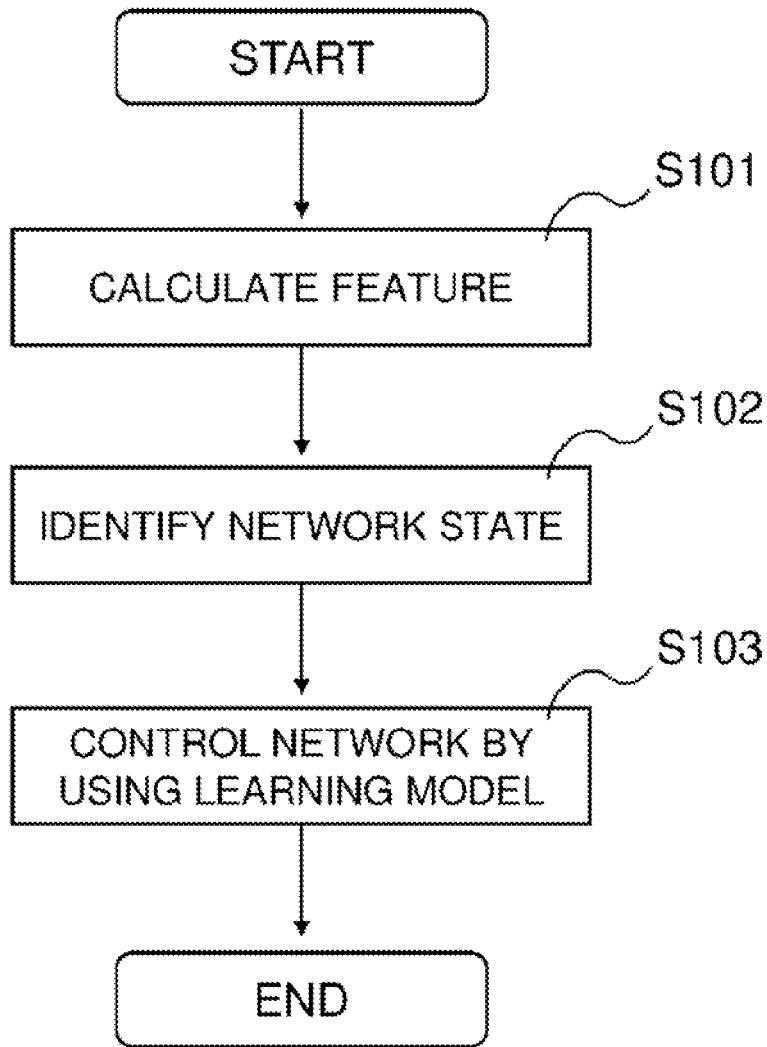 START
S101
CALCULATE FEATURE
S102
IDENTIFY NETWORK STATE
S103
CONTROL NETWORK BY
USING LEARNING MODEL
END